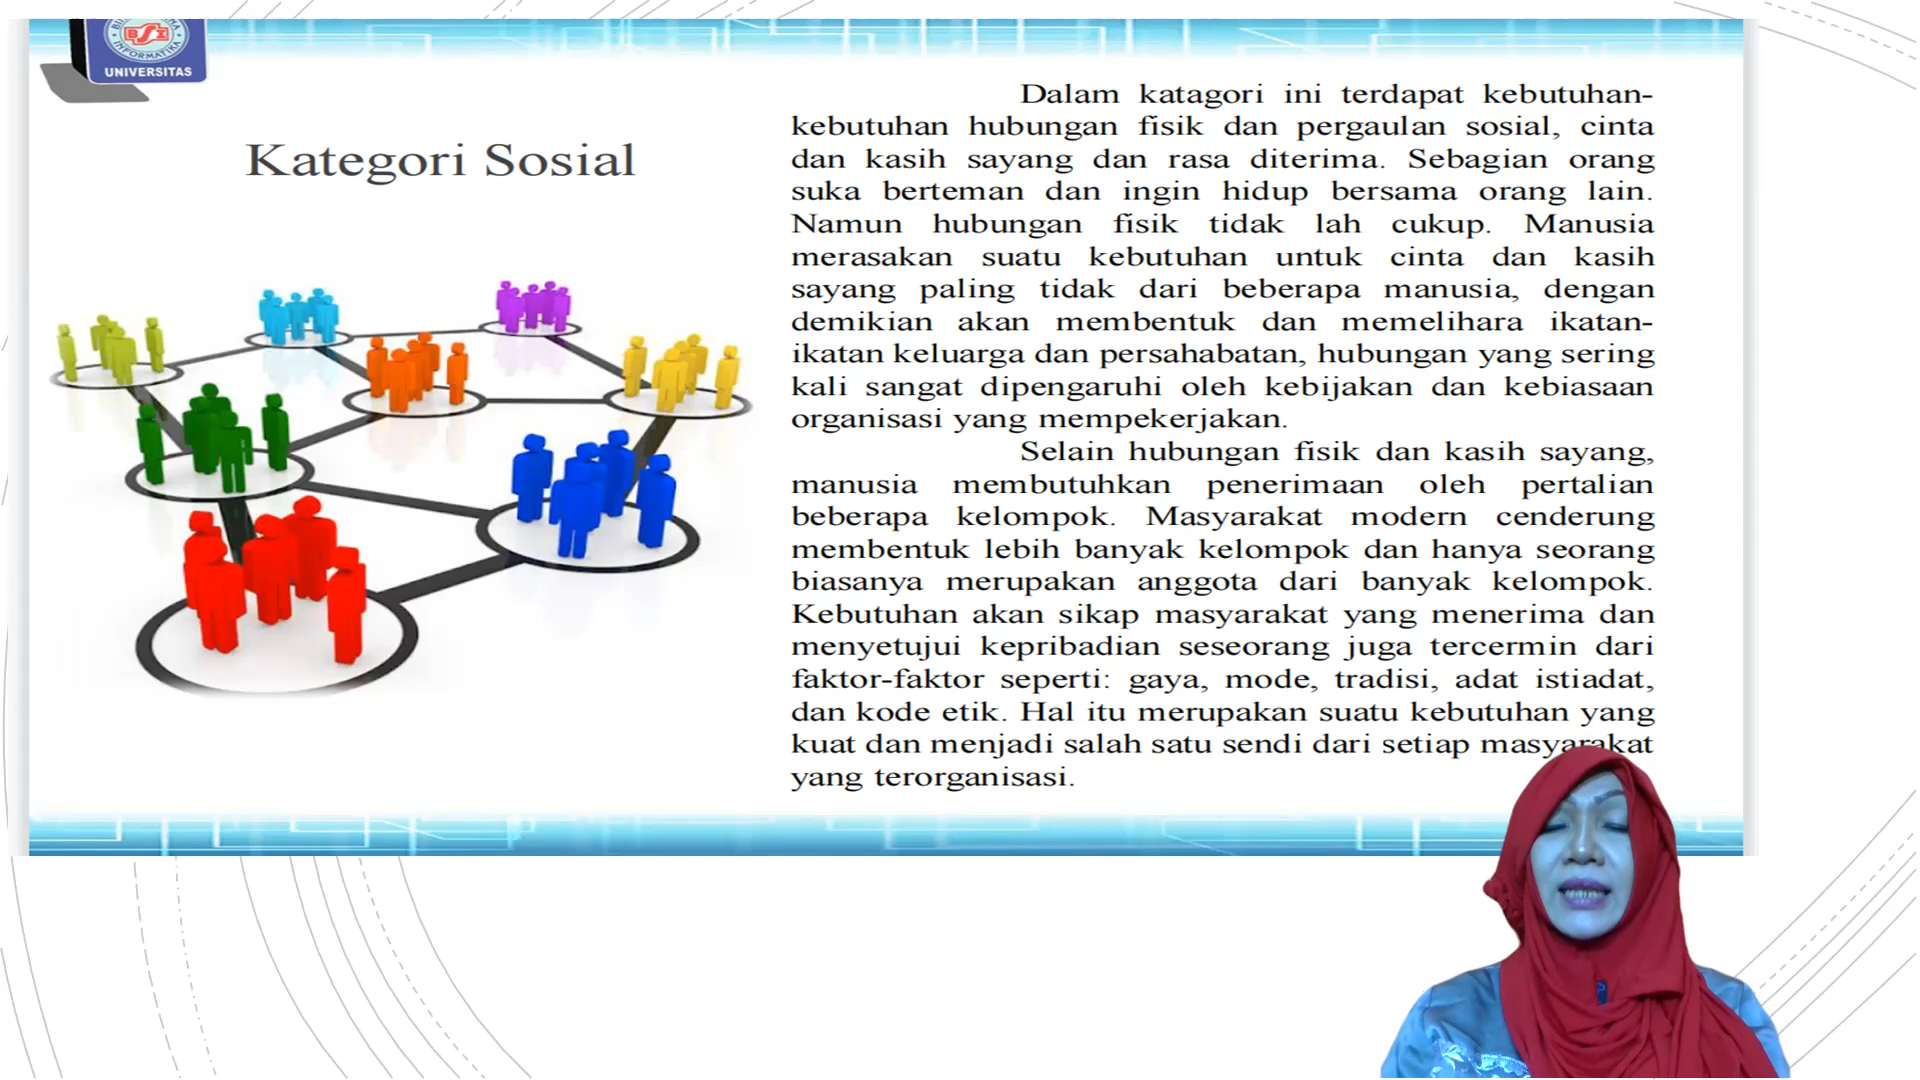 BSI
INFORMATIKA
UNIVERSITAS
Kategori Sosial
Dalam katagori ini terdapat kebutuhan-
kebutuhan hubungan fisik dan pergaulan sosial, cinta
dan kasih sayang dan rasa diterima. Sebagian orang
suka berteman dan ingin hidup bersama orang lain.
Namun hubungan fisik tidak lah cukup. Manusia
merasakan suatu kebutuhan untuk cinta dan kasih
sayang paling tidak dari beberapa manusia, dengan
demikian akan membentuk dan memelihara ikatan-
ikatan keluarga dan persahabatan, hubungan yang sering
kali sangat dipengaruhi oleh kebijakan dan kebiasaan
organisasi yang mempekerjakan.
Selain hubungan fisik dan kasih sayang,
manusia membutuhkan penerimaan oleh pertalian
beberapa kelompok. Masyarakat modern cenderung
membentuk lebih banyak kelompok dan hanya seorang
biasanya merupakan anggota dari banyak kelompok.
Kebutuhan akan sikap masyarakat yang menerima dan
menyetujui kepribadian seseorang juga tercermin dari
faktor-faktor seperti: gaya, mode, tradisi, adat istiadat,
dan kode etik. Hal itu merupakan suatu kebutuhan yang
kuat dan menjadi salah satu sendi dari setiap masyarakat
yang terorganisasi.